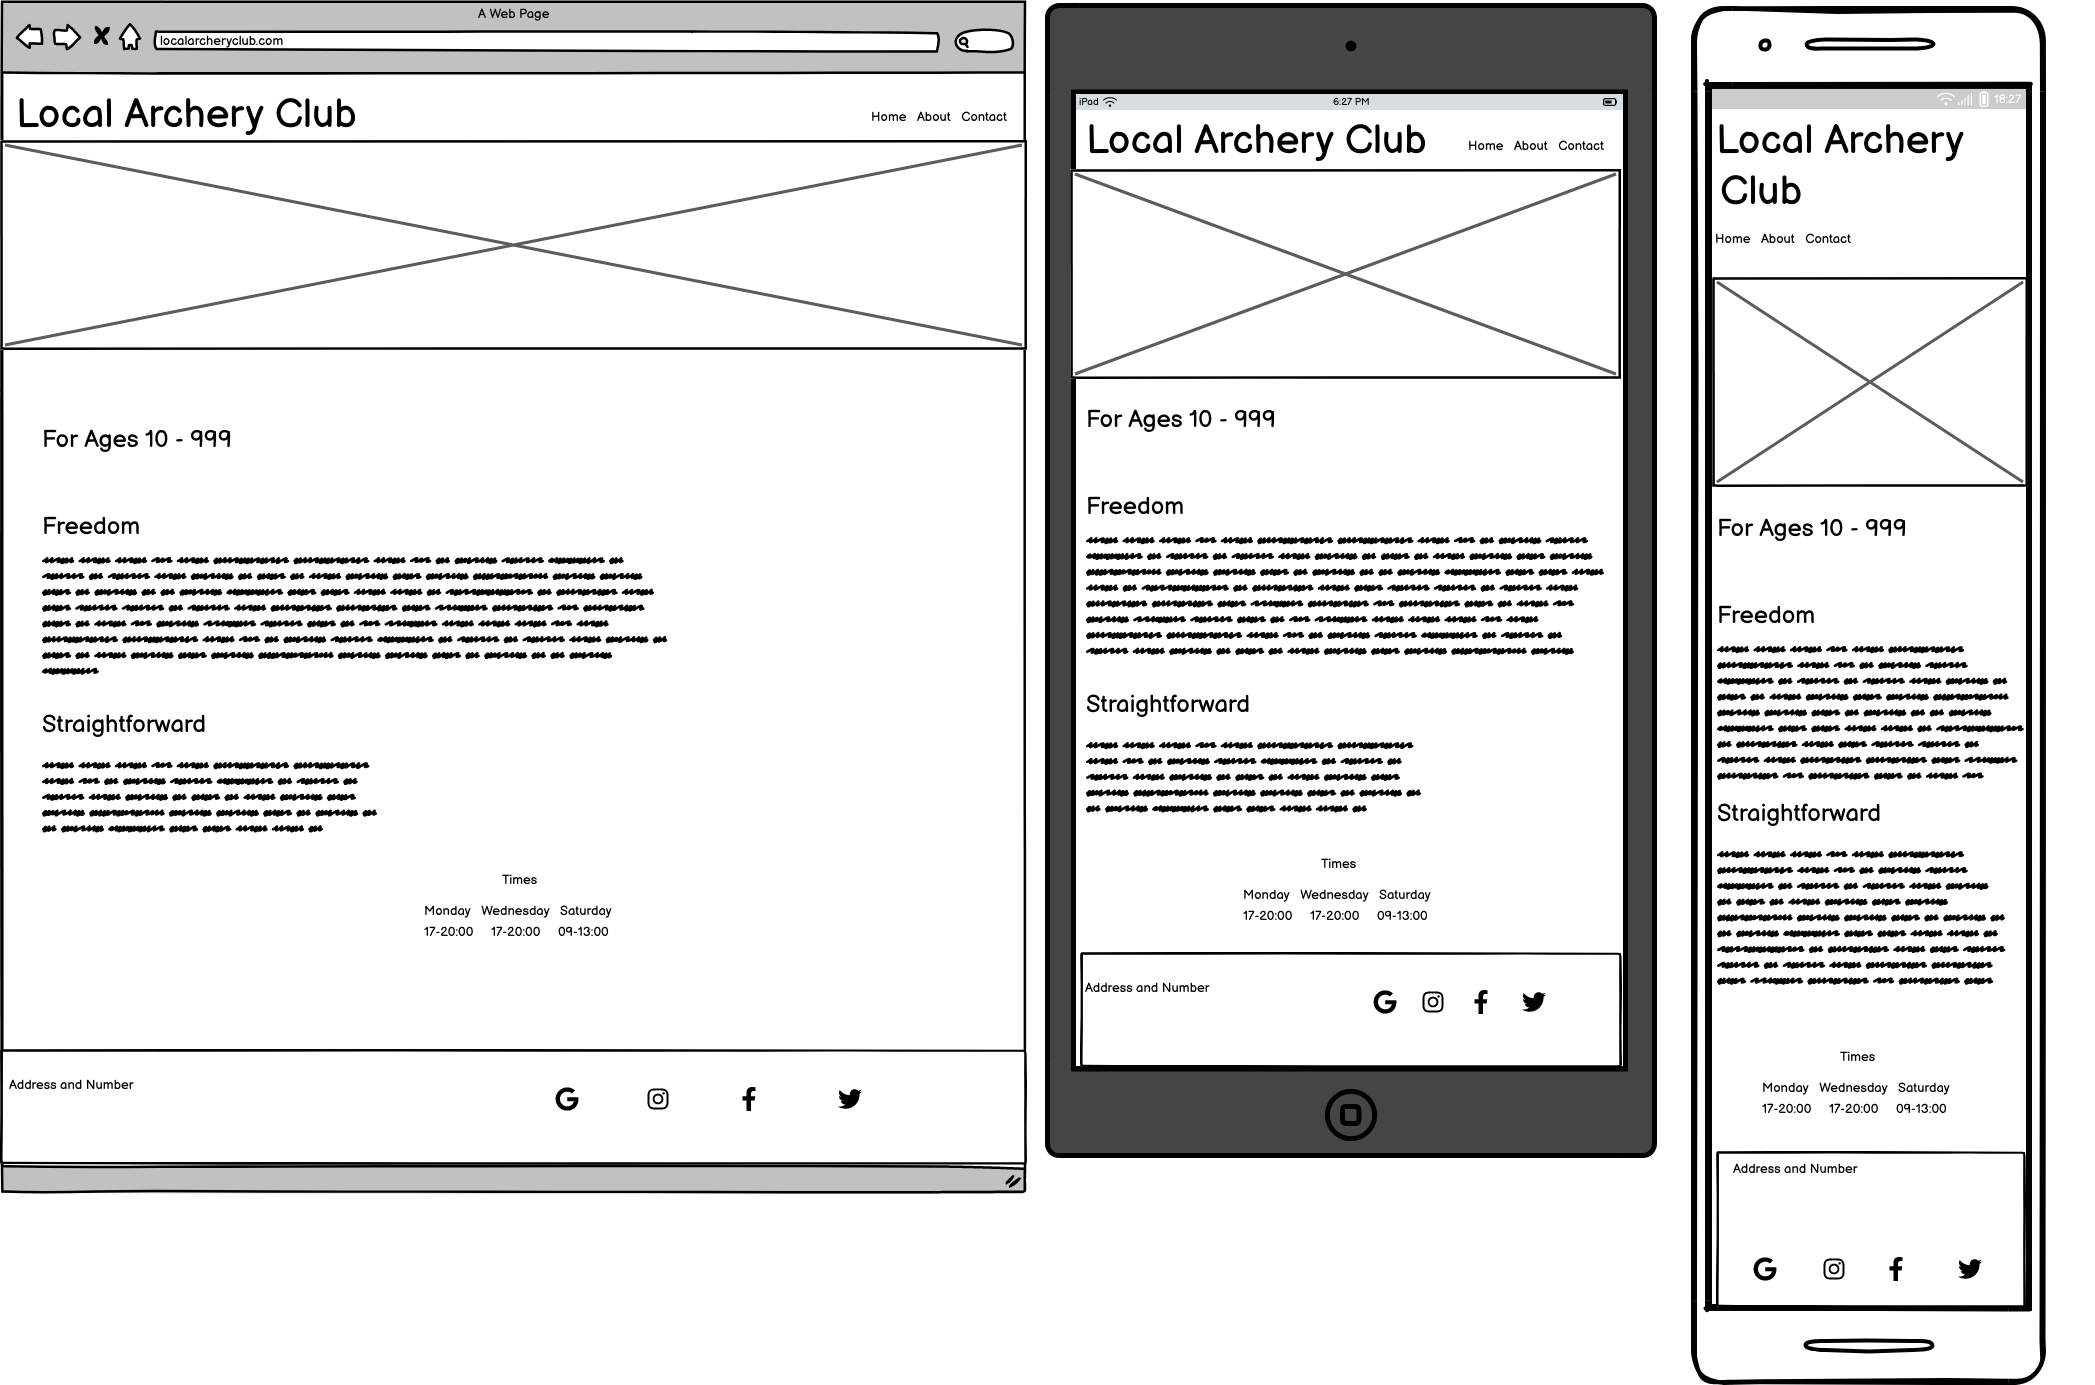 A Web Page
localarcheryclub.com
Local Archery Club
Home About Contact
For Ages 10 - 999
Freedom
Straightforward
Times
Monday Wednesday Saturday
17-20:00 17-20:00 09-13:00
Address and Number
iPad 6:27 PM
Local Archery Club
Home About Contact
For Ages 10 - 999
Freedom
Straightforward
Times
Monday Wednesday Saturday
17-20:00 17-20:00 09-13:00
Address and Number
18:27
Local Archery
Club
Home About Contact
For Ages 10 - 999
Freedom
Straightforward
Times
Monday Wednesday Saturday
17-20:00 17-20:00 09-13:00
Address and Number